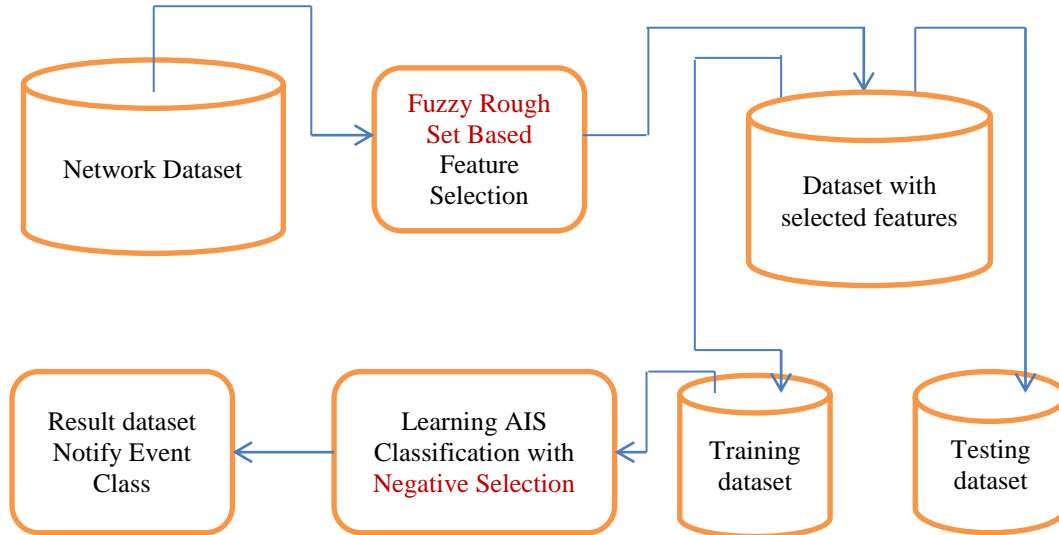 Network Dataset
Fuzzy Rough
Set Based
Feature
Selection
Dataset with
selected features
Result dataset
Notify Event
Class
Learning AIS
Classification with
Negative Selection
Training
dataset
Testing
dataset